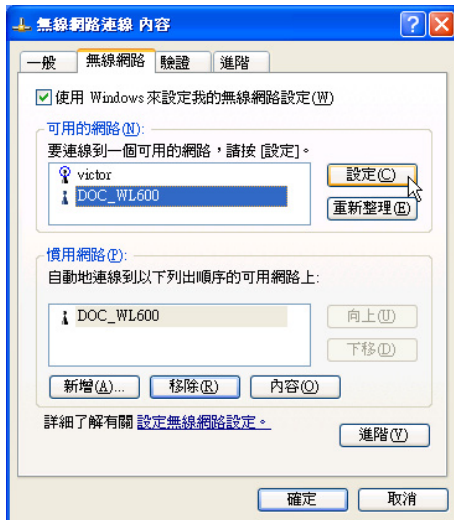 無線網路連線 內容
一般 無線網路 驗證 進階
使用 Windows 來設定我的無線網路設定(W)
可用的網路(N):
要連線到一個可用的網路，請按 [設定]。
victor
DOC_WL600
設定(C)
重新整理(E)
慣用網路(P):
自動地連線到以下列出順序的可用網路上:
DOC_WL600
向上(U)
下移(D)
新增(A)... 移除(R) 內容(O)
詳細了解有關 設定無線網路設定。
進階(V)
確定 取消